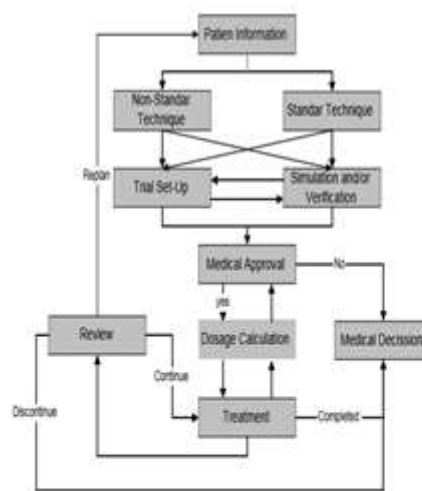 Patien Information
Non-Standar
Technique
Standar Technique
Replan
Trial Set-Up
Simulation and/or
Verification
Medical Approval
No
yes
Review
Dosage Calculation
Medical Decission
Continue
Discontinue
Treatment
Completed